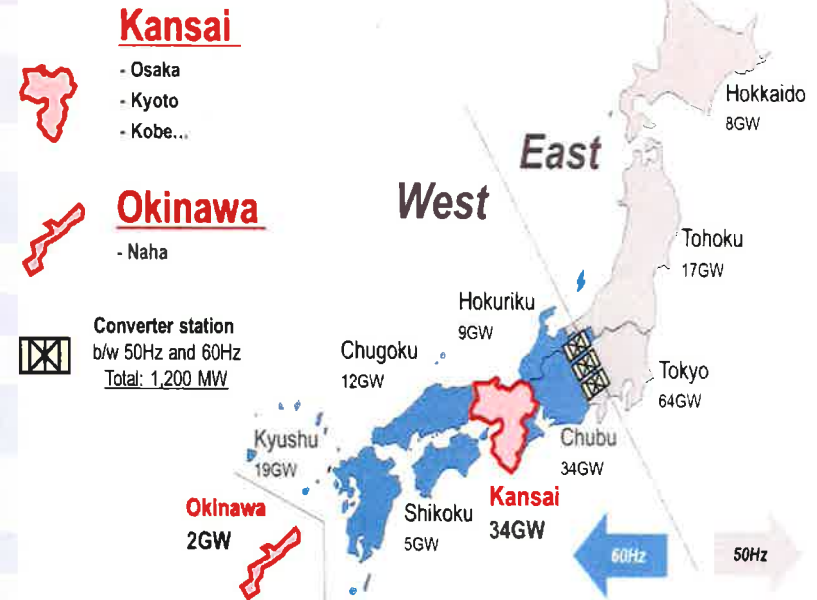 Kansai
- Osaka
- Kyoto
- Kobe...
Okinawa
- Naha
Converter station
b/w 50Hz and 60Hz
Total: 1,200 MW
West
East
Hokkaido
8GW
Tohoku
17GW
Tokyo
64GW
Hokuriku
9GW
Chugoku
12GW
Kyushu
19GW
Okinawa
2GW
Shikoku
5GW
Kansai
34GW
Chubu
34GW
60Hz
50Hz